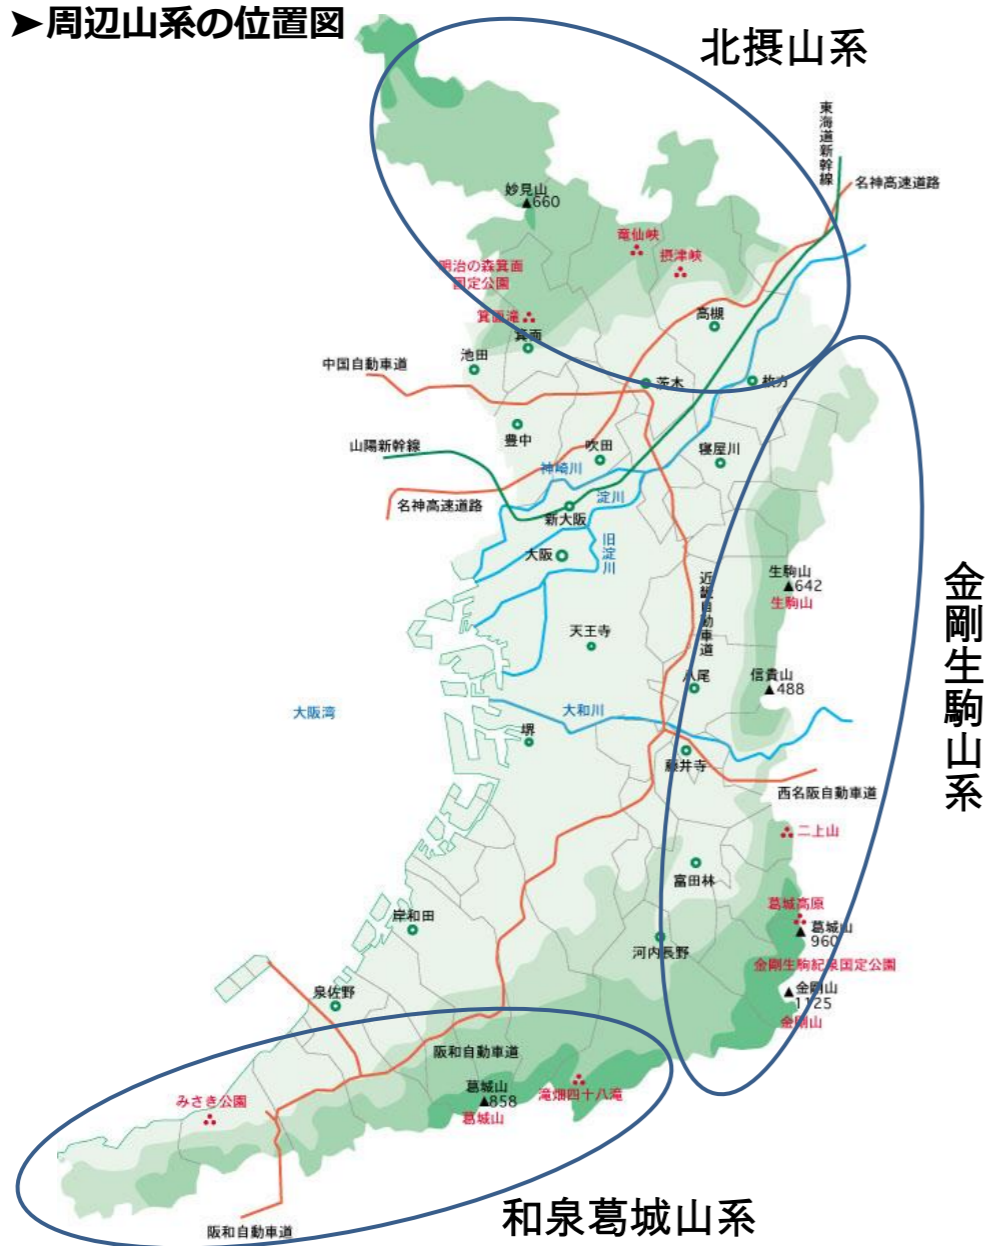 ➤周辺山系の位置図
北摂山系
東海道新幹線
名神高速道路
妙見山
▲660
竜仙峡
摂津峡
明治の森箕面
国定公園
箕面滝
箕面
高槻
池田
中国自動車道
茨木
枚方
豊中
山陽新幹線
吹田
寝屋川
神崎川
淀川
名神高速道路
新大阪
大阪
旧淀川
近畿自動車道
生駒山
▲642
生駒山
金剛生駒山系
天王寺
八尾
信貴山
▲488
大阪湾
大和川
堺
藤井寺
西名阪自動車道
二上山
富田林
葛城高原
▲葛城山
960
岸和田
河内長野
金剛生駒紀泉国定公園
▲金剛山
1125
金剛山
泉佐野
阪和自動車道
葛城山
▲858
葛城山
滝畑四十八滝
みさき公園
阪和自動車道
和泉葛城山系